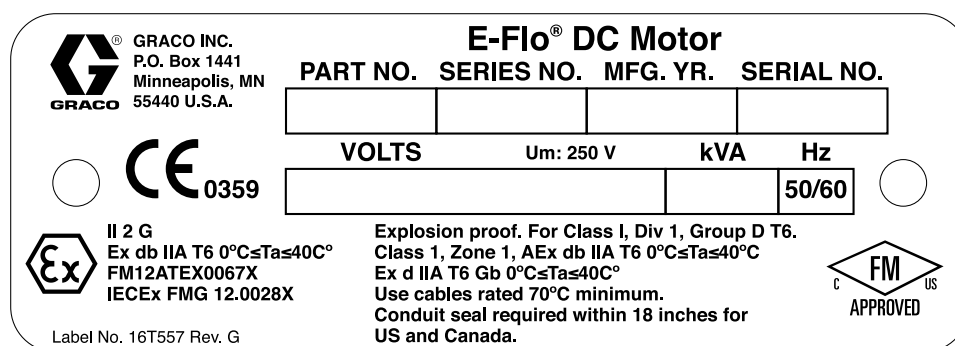 GRACO
®
GRACO INC.
P.O. Box 1441
Minneapolis, MN
55440 U.S.A.
E-Flo® DC Motor
PART NO. SERIES NO. MFG. YR. SERIAL NO.
VOLTS Um: 250 V kVA Hz
50/60
CE 0359
Ex
II 2 G
Ex db IIA T6 0°C≤Ta≤40C°
FM12ATEX0067X
IECEx FMG 12.0028X
Explosion proof. For Class I, Div 1, Group D T6.
Class 1, Zone 1, AEx db IIA T6 0°C≤Ta≤40°C
Ex d IIA T6 Gb 0°C≤Ta≤40C°
Use cables rated 70°C minimum.
Conduit seal required within 18 inches for
US and Canada.
C FM US
APPROVED
Label No. 16T557 Rev. G